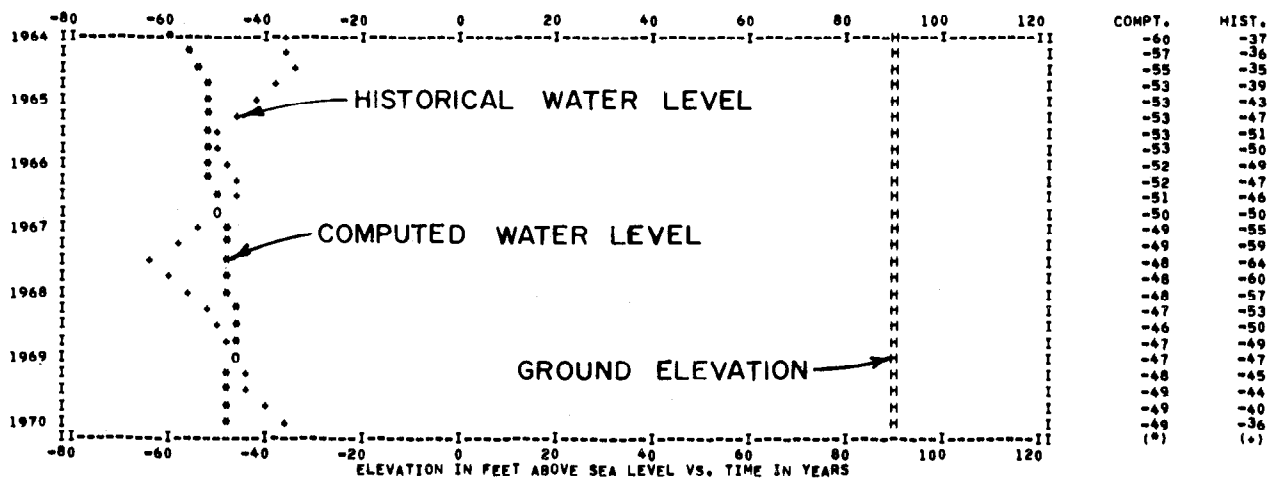 -80 -60 -40 -20 0 20 40 60 80 100 120 COMPT. HIST.
1964 -60 -37
-57 -36
-55 -35
-53 -39
1965 HISTORICAL WATER LEVEL -53 -43
-53 -47
-53 -51
-53 -50
1966 -52 -49
-52 -47
-51 -46
-50 -50
1967 COMPUTED WATER LEVEL -49 -55
-49 -59
-48 -64
-48 -60
1968 -48 -57
-47 -53
-46 -50
-47 -49
1969 GROUND ELEVATION -47 -47
-48 -45
-49 -44
-49 -40
1970 -49 -36
(*) (+)
-80 -60 -40 -20 0 20 40 60 80 100 120
ELEVATION IN FEET ABOVE SEA LEVEL VS. TIME IN YEARS